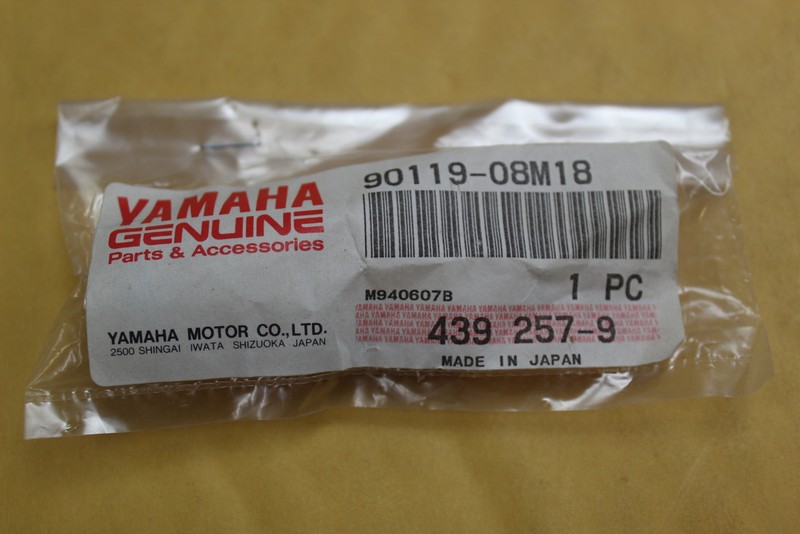 YAMAHA
GENUINE
Parts & Accessories
YAMAHA MOTOR CO.,LTD.
2500 SHINGAI IWATA SHIZUOKA JAPAN
90119-08M18
M940607B
1 PC
439 257-9
MADE IN JAPAN